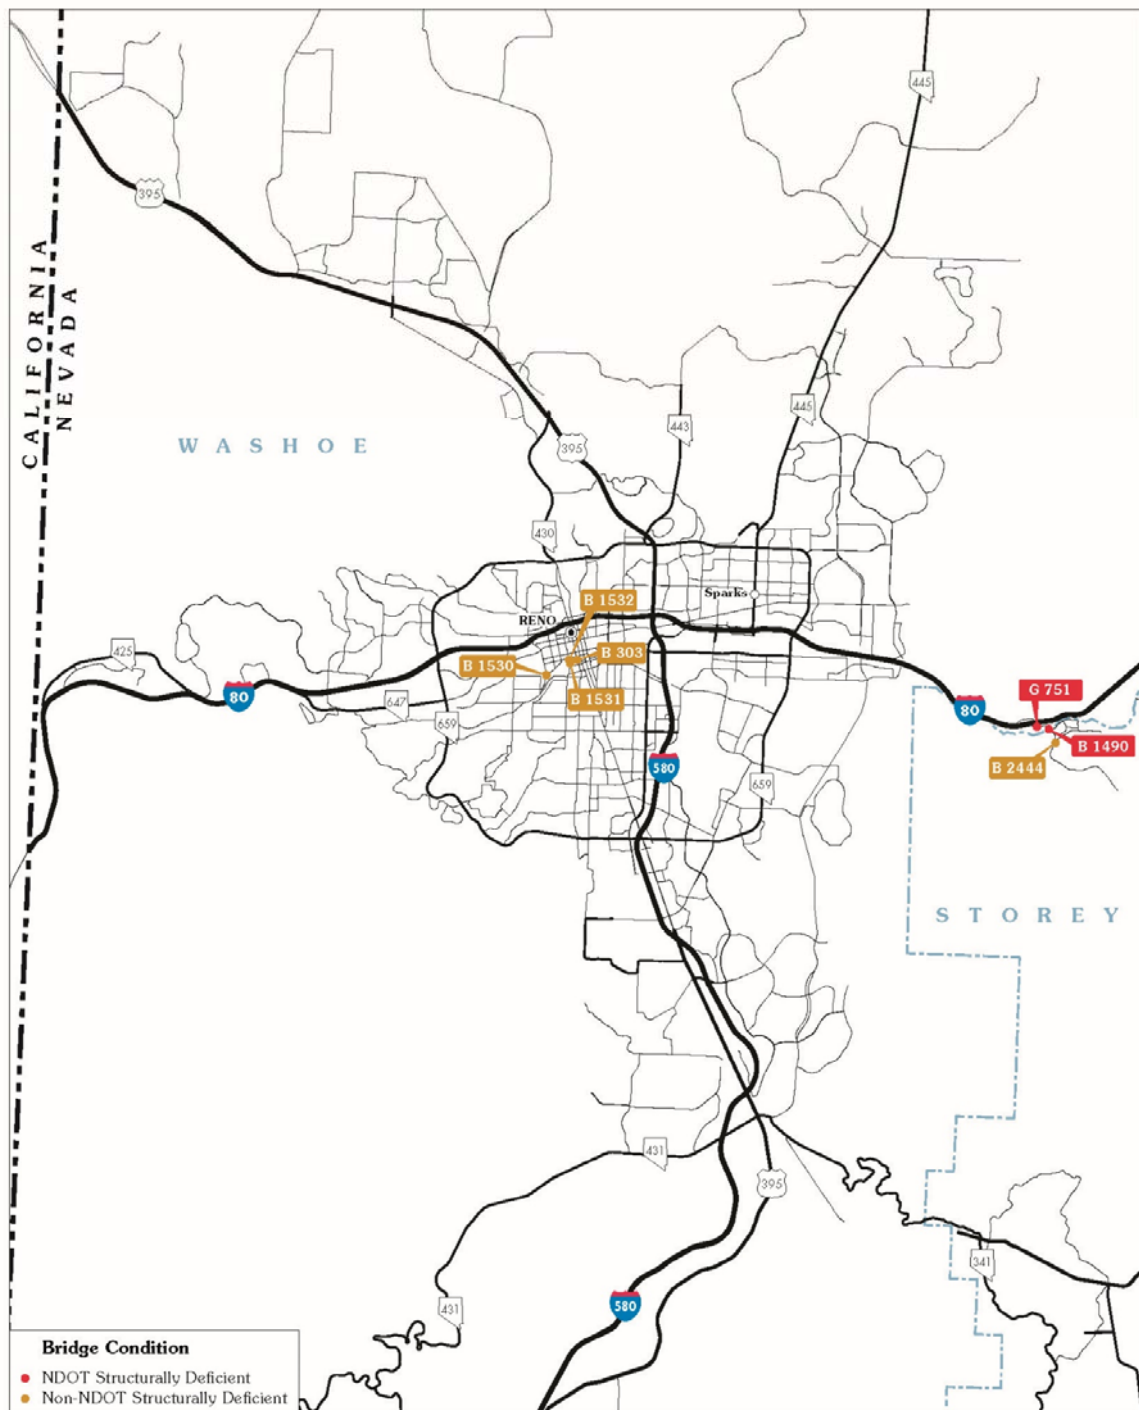 445
395
CALIFORNIA
NEVADA
445
443
395
WASHOE
430
Sparks
B 1532
RENO
B 303
B 1530
B 1531
425
80
647
659
580
659
80
G 751
B 1490
B 2444
STOREY
431
395
341
431
580
Bridge Condition
NDOT Structurally Deficient
Non-NDOT Structurally Deficient